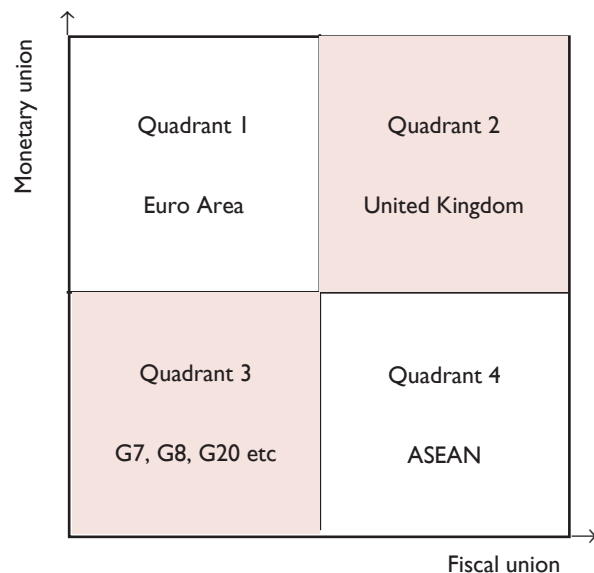 Monetary union
Quadrant 1
Quadrant 2
Euro Area
United Kingdom
Quadrant 3
Quadrant 4
G7, G8, G20 etc
ASEAN
Fiscal union